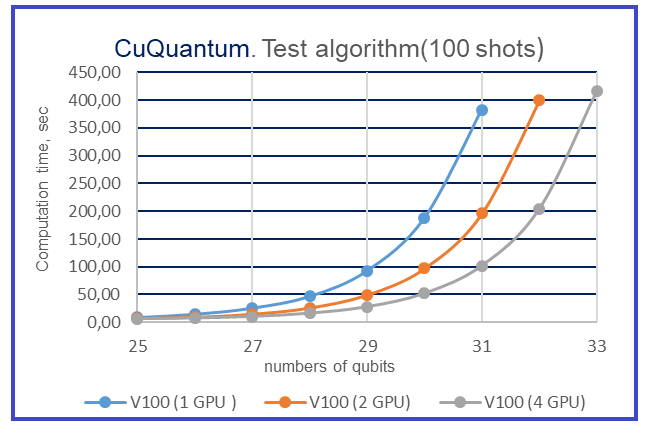 CuQuantum. Test algorithm(100 shots)
450,00
400,00
350,00
300,00
250,00
200,00
150,00
100,00
50,00
0,00
Computation time, sec
25 27 29 31 33
numbers of qubits
V100 (1 GPU ) V100 (2 GPU) V100 (4 GPU)